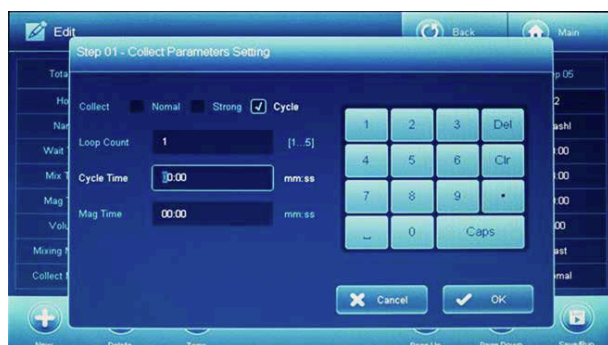 Edit
Back
Main
Step 01 - Collect Parameters Setting
Collect Nomal Strong Cycle
Loop Count 1 [1...5]
Cycle Time 00:00 mm:ss
Mag Time 00:00 mm:ss
1 2 3 Del
4 5 6 Clr
7 8 9 .
0 Caps
Cancel OK
Tota
Ho
Nar
Wait
Mix T
Mag
Volu
Mixing
Collect
p 05
2
ashl
:00
:00
:00
00
ast
mal